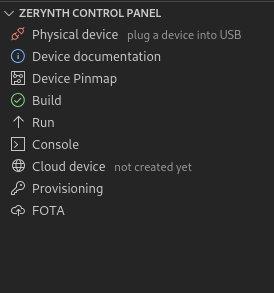 ZERYNTH CONTROL PANEL
Physical device plug a device into USB
Device documentation
Device Pinmap
Build
Run
Console
Cloud device not created yet
Provisioning
FOTA